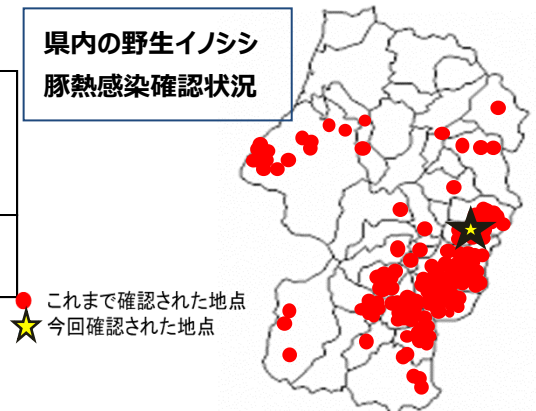 県内の野生イノシシ
豚熱感染確認状況
これまで確認された地点
今回確認された地点